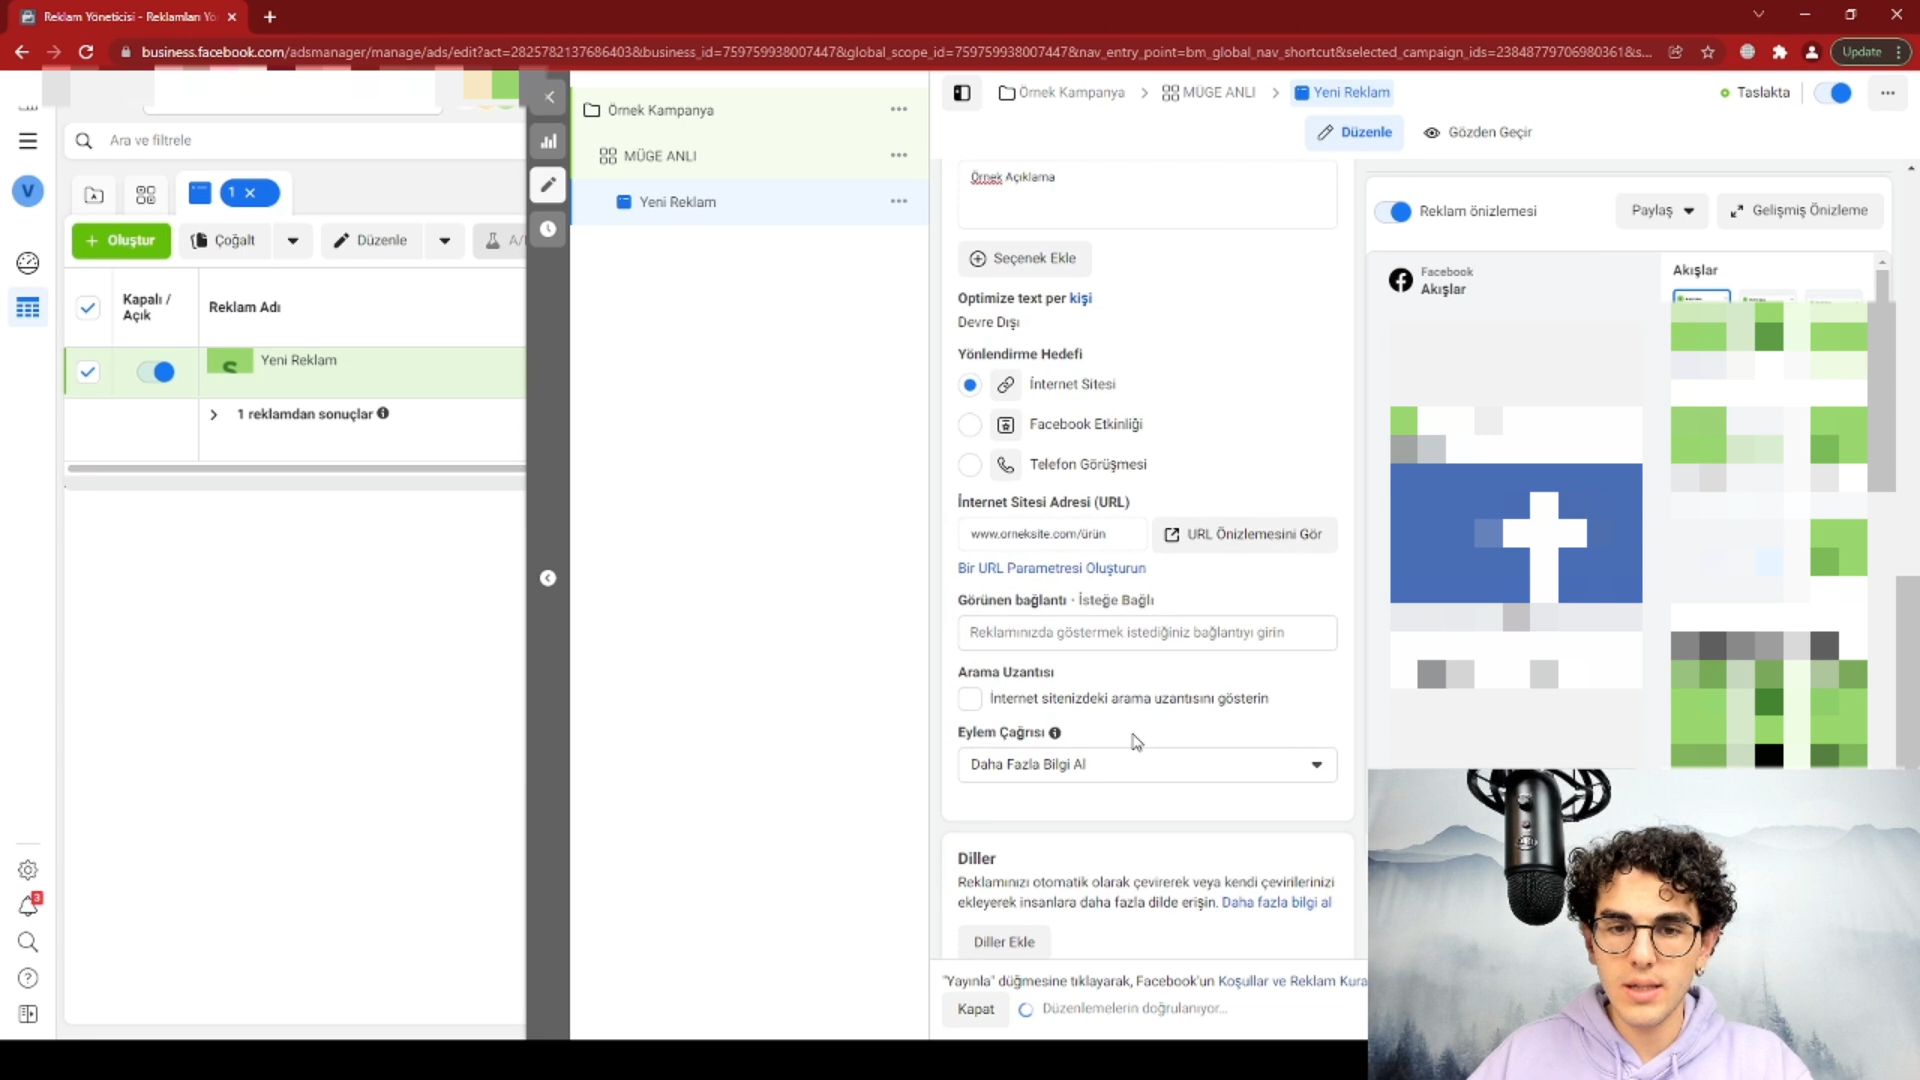 Reklam Yöneticisi - Reklamları Yö
business.facebook.com/adsmanager/manage/ads/edit?act=2825782137686403&business_id=759759938007447&global_scope_id=759759938007447&nav_entry_point=bm_global_nav_shortcut&selected_campaign_ids=23848779706980361&s...
Update
Ara ve filtrele
V
1
Oluştur
Çoğalt
Düzenle
A/
Kapalı /
Açık
Reklam Adı
S
Yeni Reklam
1 reklamdan sonuçlar
3
Örnek Kampanya
MÜGE ANLI
Yeni Reklam
Örnek Kampanya
MÜGE ANLI
Yeni Reklam
Taslakta
Düzenle
Gözden Geçir
Örnek Açıklama
Seçenek Ekle
Optimize text per kişi
Devre Dışı
Yönlendirme Hedefi
İnternet Sitesi
Facebook Etkinliği
Telefon Görüşmesi
İnternet Sitesi Adresi (URL)
www.orneksite.com/ürün
URL Önizlemesini Gör
Bir URL Parametresi Oluşturun
Görünen bağlantı · İsteğe Bağlı
Reklamınızda göstermek istediğiniz bağlantıyı girin
Arama Uzantısı
İnternet sitenizdeki arama uzantısını gösterin
Eylem Çağrısı
Daha Fazla Bilgi Al
Diller
Reklamınızı otomatik olarak çevirerek veya kendi çevirilerinizi
ekleyerek insanlara daha fazla dilde erişin. Daha fazla bilgi al
Diller Ekle
"Yayınla" düğmesine tıklayarak, Facebook'un Koşullar ve Reklam Kura
Kapat
Düzenlemelerin doğrulanıyor...
Reklam önizlemesi
Paylaş
Gelişmiş Önizleme
Facebook
Akışlar
Akışlar